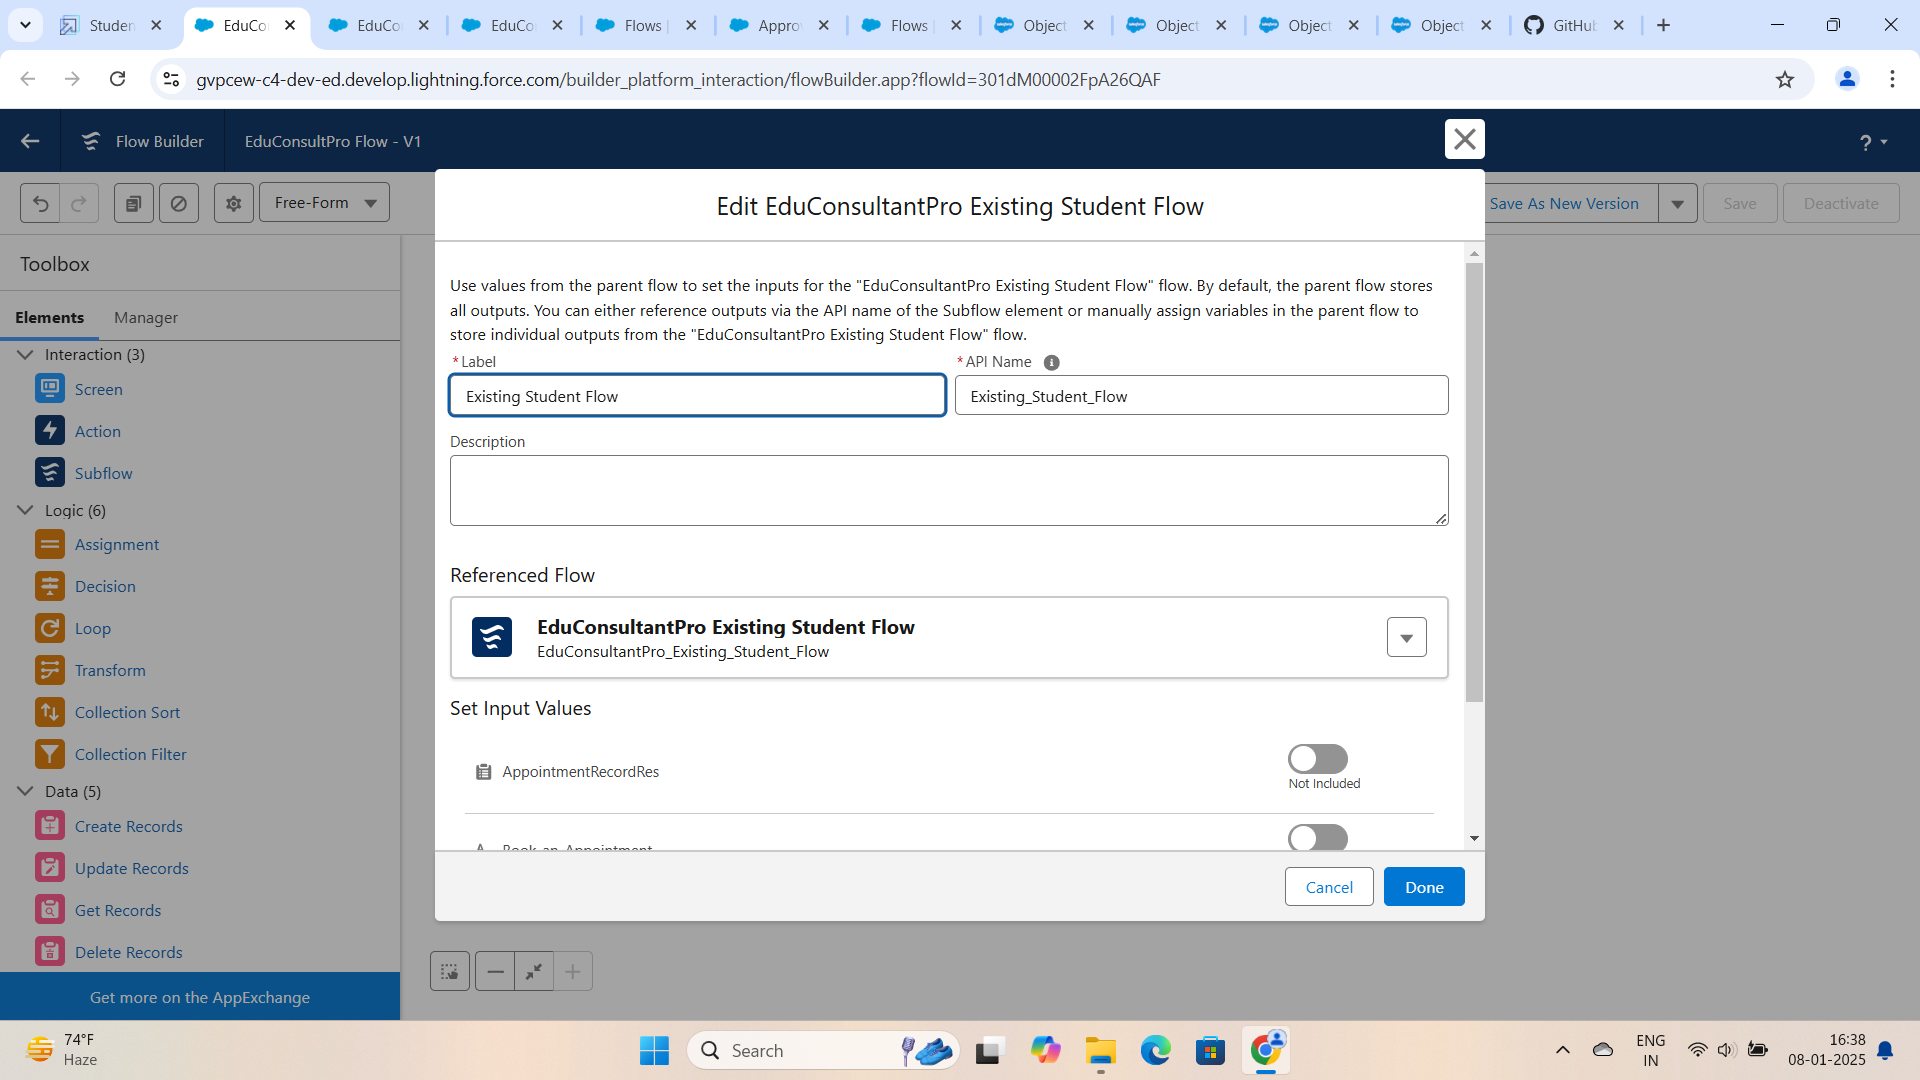 Studen
EduCo
EduCo
EduCo
Flows |
Approv
Flows |
Object
Object
Object
Object
GitHub
gvpcew-c4-dev-ed.develop.lightning.force.com/builder_platform_interaction/flowBuilder.app?flowId=301dM00002FpA26QAF
Flow Builder
EduConsultPro Flow - V1
?
Free-Form
Save As New Version
Save
Deactivate
Toolbox
Elements
Manager
Interaction (3)
Screen
Action
Subflow
Logic (6)
Assignment
Decision
Loop
Transform
Collection Sort
Collection Filter
Data (5)
Create Records
Update Records
Get Records
Delete Records
Get more on the AppExchange
Edit EduConsultantPro Existing Student Flow
Use values from the parent flow to set the inputs for the "EduConsultantPro Existing Student Flow" flow. By default, the parent flow stores
all outputs. You can either reference outputs via the API name of the Subflow element or manually assign variables in the parent flow to
store individual outputs from the "EduConsultantPro Existing Student Flow" flow.
*Label
*API Name
Existing Student Flow
Existing_Student_Flow
Description
Referenced Flow
EduConsultantPro Existing Student Flow
EduConsultantPro_Existing_Student_Flow
Set Input Values
AppointmentRecordRes
Not Included
Book_an_Appointment
Cancel
Done
74°F
Haze
Search
ENG
IN
16:38
08-01-2025